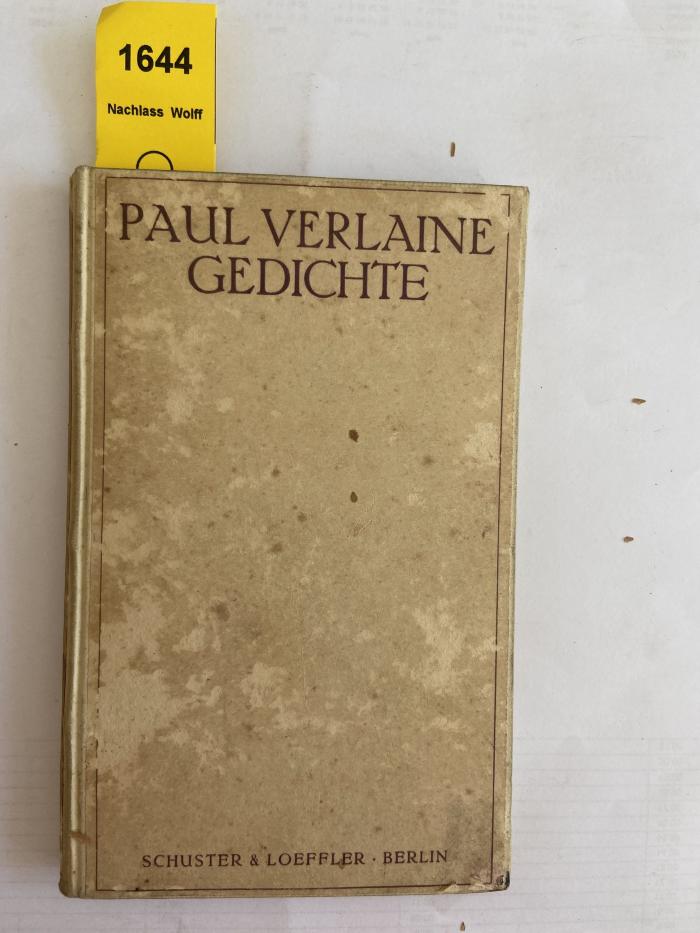 1644
Nachlass Wolff
PAUL VERLAINE
GEDICHTE
SCHUSTER & LOEFFLER · BERLIN